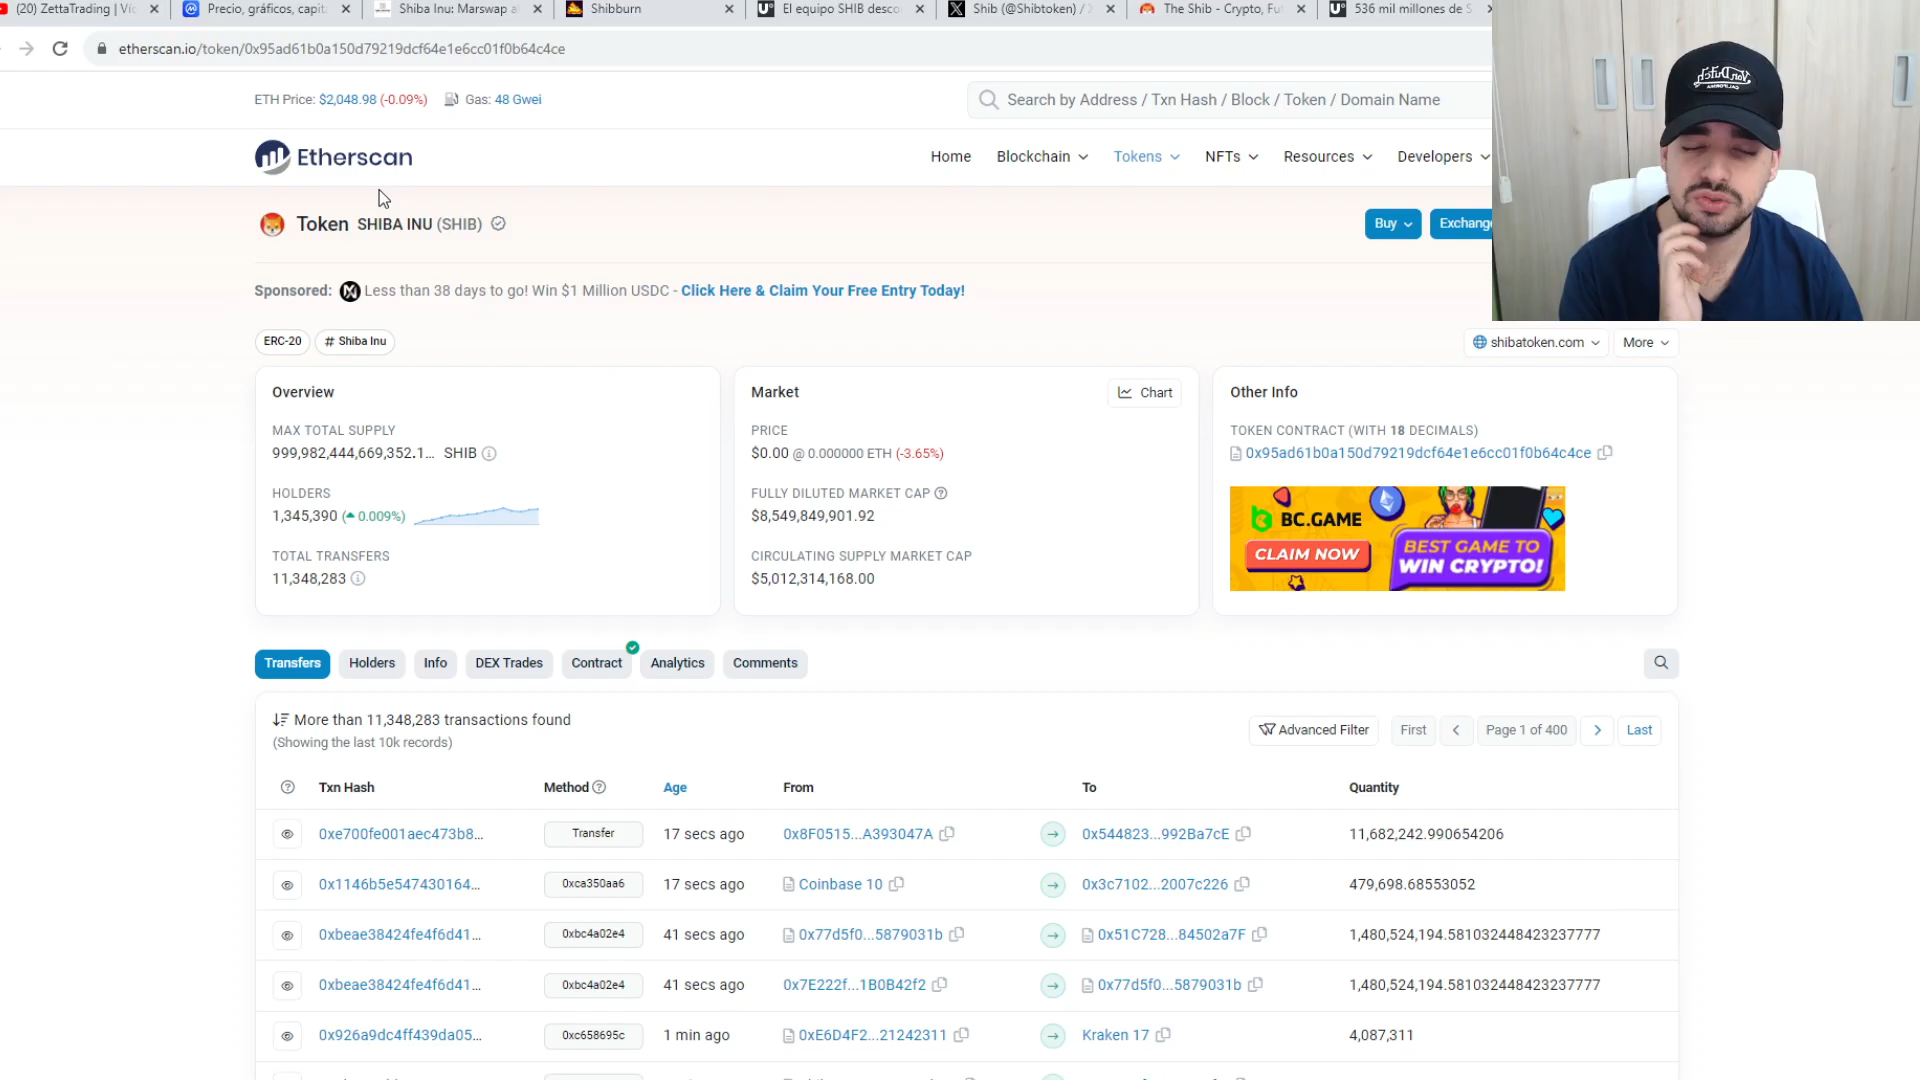 (20) ZettaTrading | Víd
Precio, gráficos, capit
Shiba Inu: Marswap a
Shibburn
El equipo SHIB desco
Shib (@Shibtoken) /
The Shib - Crypto, Fu
536 mil millones de S
etherscan.io/token/0x95ad61b0a150d79219dcf64e1e6cc01f0b64c4ce
ETH Price: $2,048.98 (-0.09%) Gas: 48 Gwei
Search by Address / Txn Hash / Block / Token / Domain Name
Etherscan
Home Blockchain Tokens NFTs Resources Developers
Token SHIBA INU (SHIB)
Buy Exchange
Sponsored: Less than 38 days to go! Win $1 Million USDC - Click Here & Claim Your Free Entry Today!
ERC-20 # Shiba Inu
shibatoken.com More
Overview
MAX TOTAL SUPPLY
999,982,444,669,352.1... SHIB
HOLDERS
1,345,390 (0.009%)
TOTAL TRANSFERS
11,348,283
Market
Chart
PRICE
$0.00 @ 0.000000 ETH (-3.65%)
FULLY DILUTED MARKET CAP
$8,549,849,901.92
CIRCULATING SUPPLY MARKET CAP
$5,012,314,168.00
Other Info
TOKEN CONTRACT (WITH 18 DECIMALS)
0x95ad61b0a150d79219dcf64e1e6cc01f0b64c4ce
BC.GAME
CLAIM NOW
BEST GAME TO
WIN CRYPTO!
Transfers Holders Info DEX Trades Contract Analytics Comments
More than 11,348,283 transactions found
(Showing the last 10k records)
Advanced Filter First Page 1 of 400 Last
Txn Hash Method Age From To Quantity
0xe700fe001aec473b8... Transfer 17 secs ago 0x8F0515...A393047A 0x544823...992Ba7cE 11,682,242.990654206
0x1146b5e547430164... 0xca350aa6 17 secs ago Coinbase 10 0x3c7102...2007c226 479,698.68553052
0xbeae38424fe4f6d41... 0xbc4a02e4 41 secs ago 0x77d5f0...5879031b 0x51C728...84502a7F 1,480,524,194.581032448423237777
0xbeae38424fe4f6d41... 0xbc4a02e4 41 secs ago 0x7E222f...1B0B42f2 0x77d5f0...5879031b 1,480,524,194.581032448423237777
0x926a9dc4ff439da05... 0xc658695c 1 min ago 0xE6D4F2...21242311 Kraken 17 4,087,311
Von Dutch